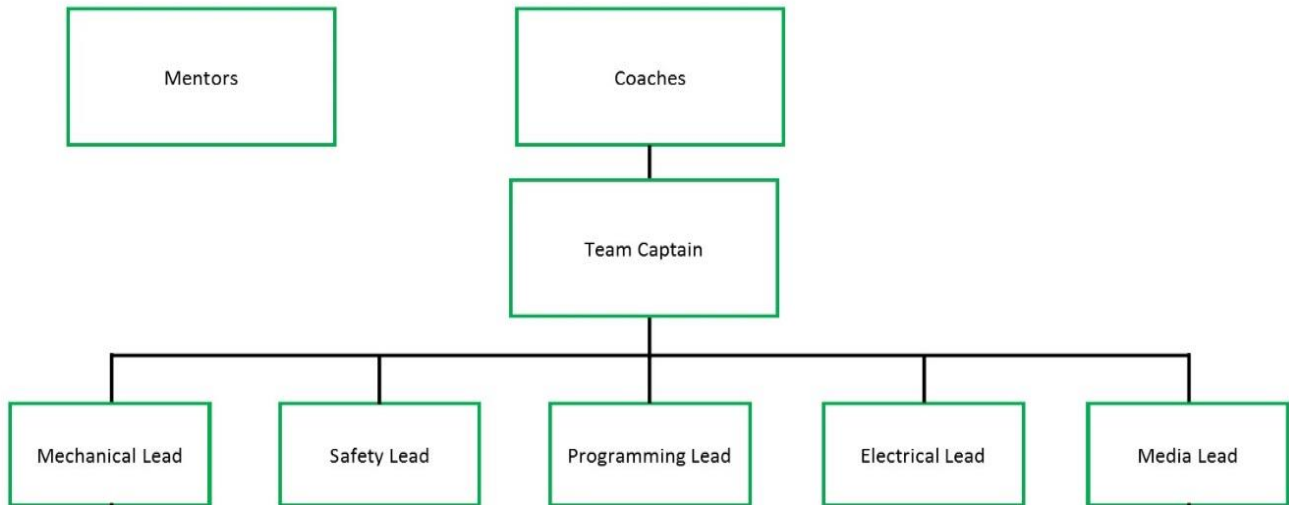 Mentors
Coaches
Team Captain
Mechanical Lead
Safety Lead
Programming Lead
Electrical Lead
Media Lead